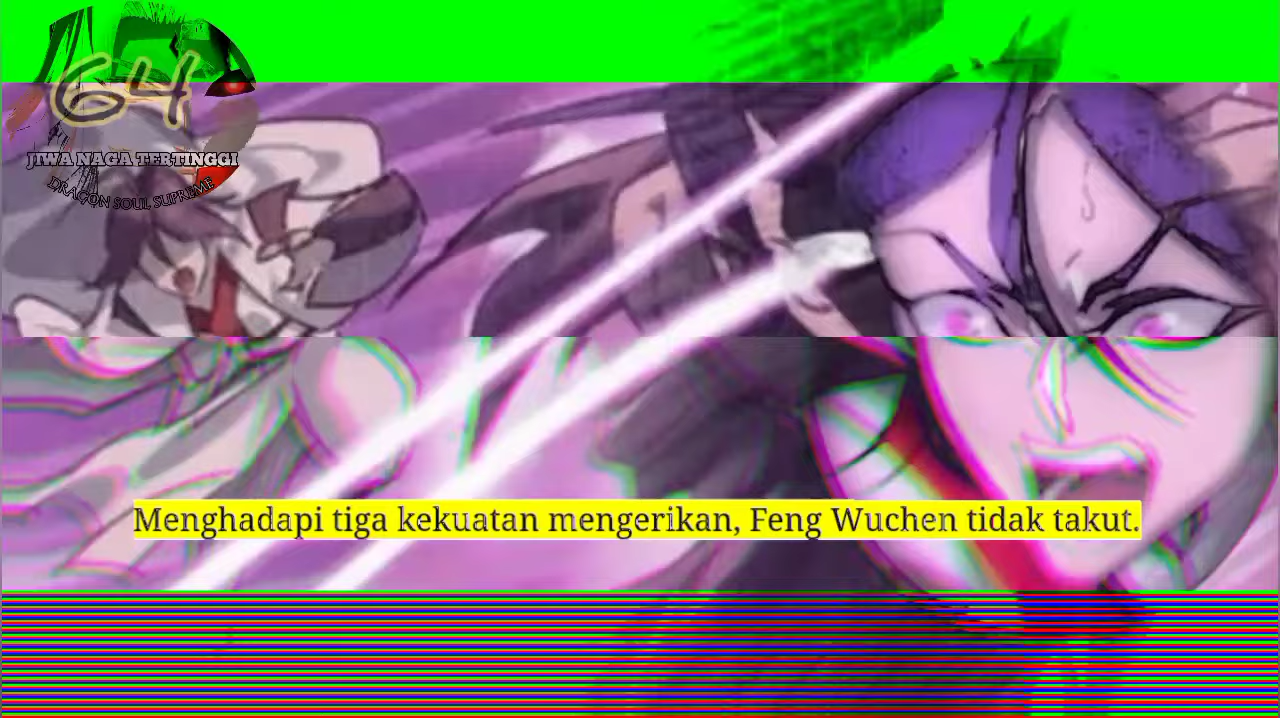 64
JIWA NAGA TERTINGGI
DRAGON SOUL SUPREME
Menghadapi tiga kekuatan mengerikan, Feng Wuchen tidak takut.